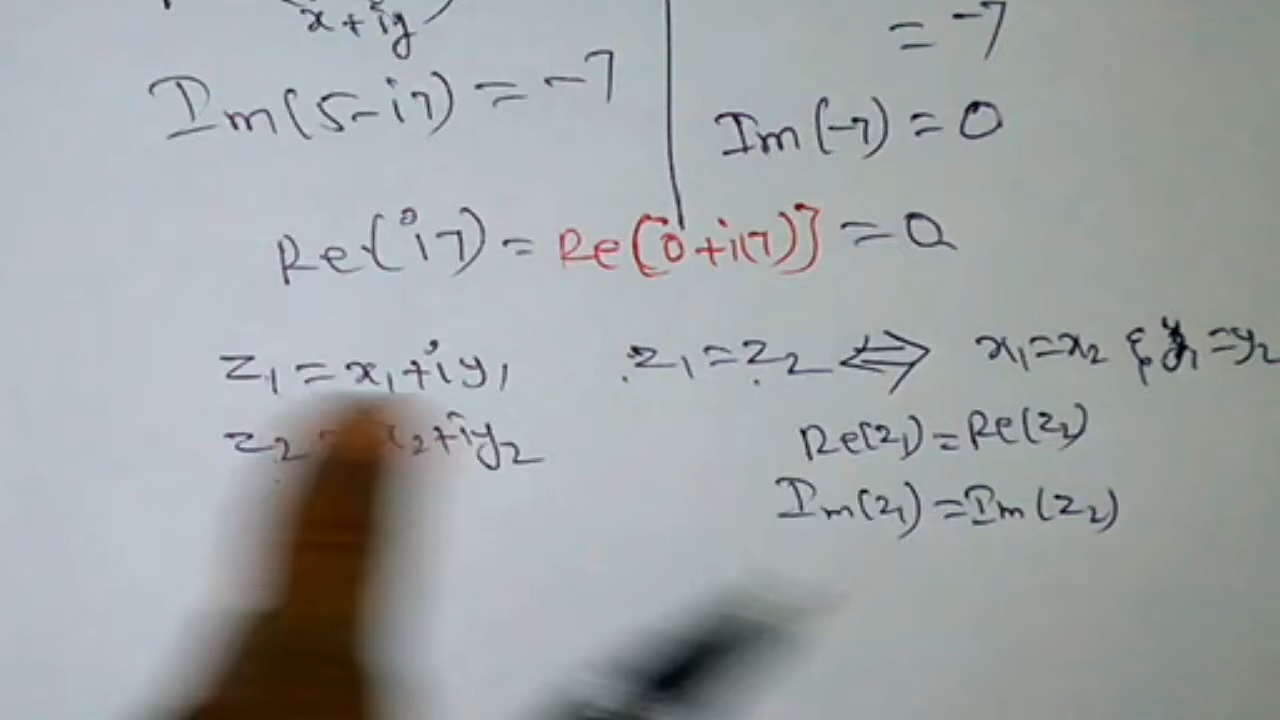 x+iy
= -7
Im(5-i7) = -7
Im(-7) = 0
Re(i7) = Re[0+i(7)] = 0
z₁ = x₁+iy₁
z₁ = z₂ ⇔ x₁=x₂ & y₁=y₂
z₂ = x₂+iy₂
Re(z₁) = Re(z₂)
Im(z₁) = Im(z₂)